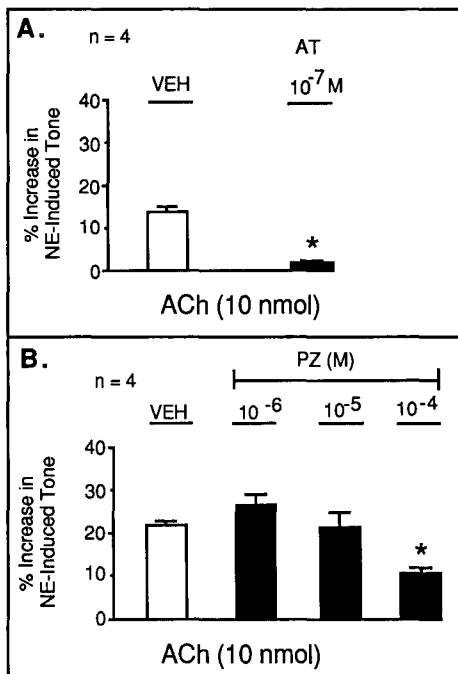 A.
n = 4
AT
VEH
10⁻⁷ M
% Increase in
NE-Induced Tone
40
30
20
10
0
*
ACh (10 nmol)
B.
PZ (M)
n = 4
VEH
10⁻⁶
10⁻⁵
10⁻⁴
% Increase in
NE-Induced Tone
40
30
20
10
0
*
ACh (10 nmol)